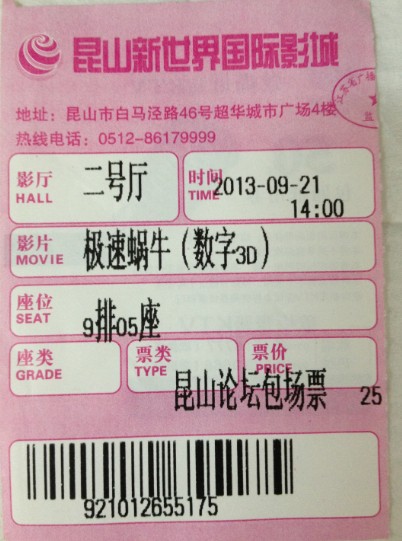 昆山新世界国际影城
地址：昆山市白马泾路46号超华城市广场4楼
热线电话：0512-86179999
影厅 二号厅 时间 2013-09-21
HALL TIME 14:00
影片 极速蜗牛（数字3D）
MOVIE
座位 9排05座
SEAT
座类 票类 票价
GRADE TYPE PRICE
昆山论坛包场票 25
921012655175